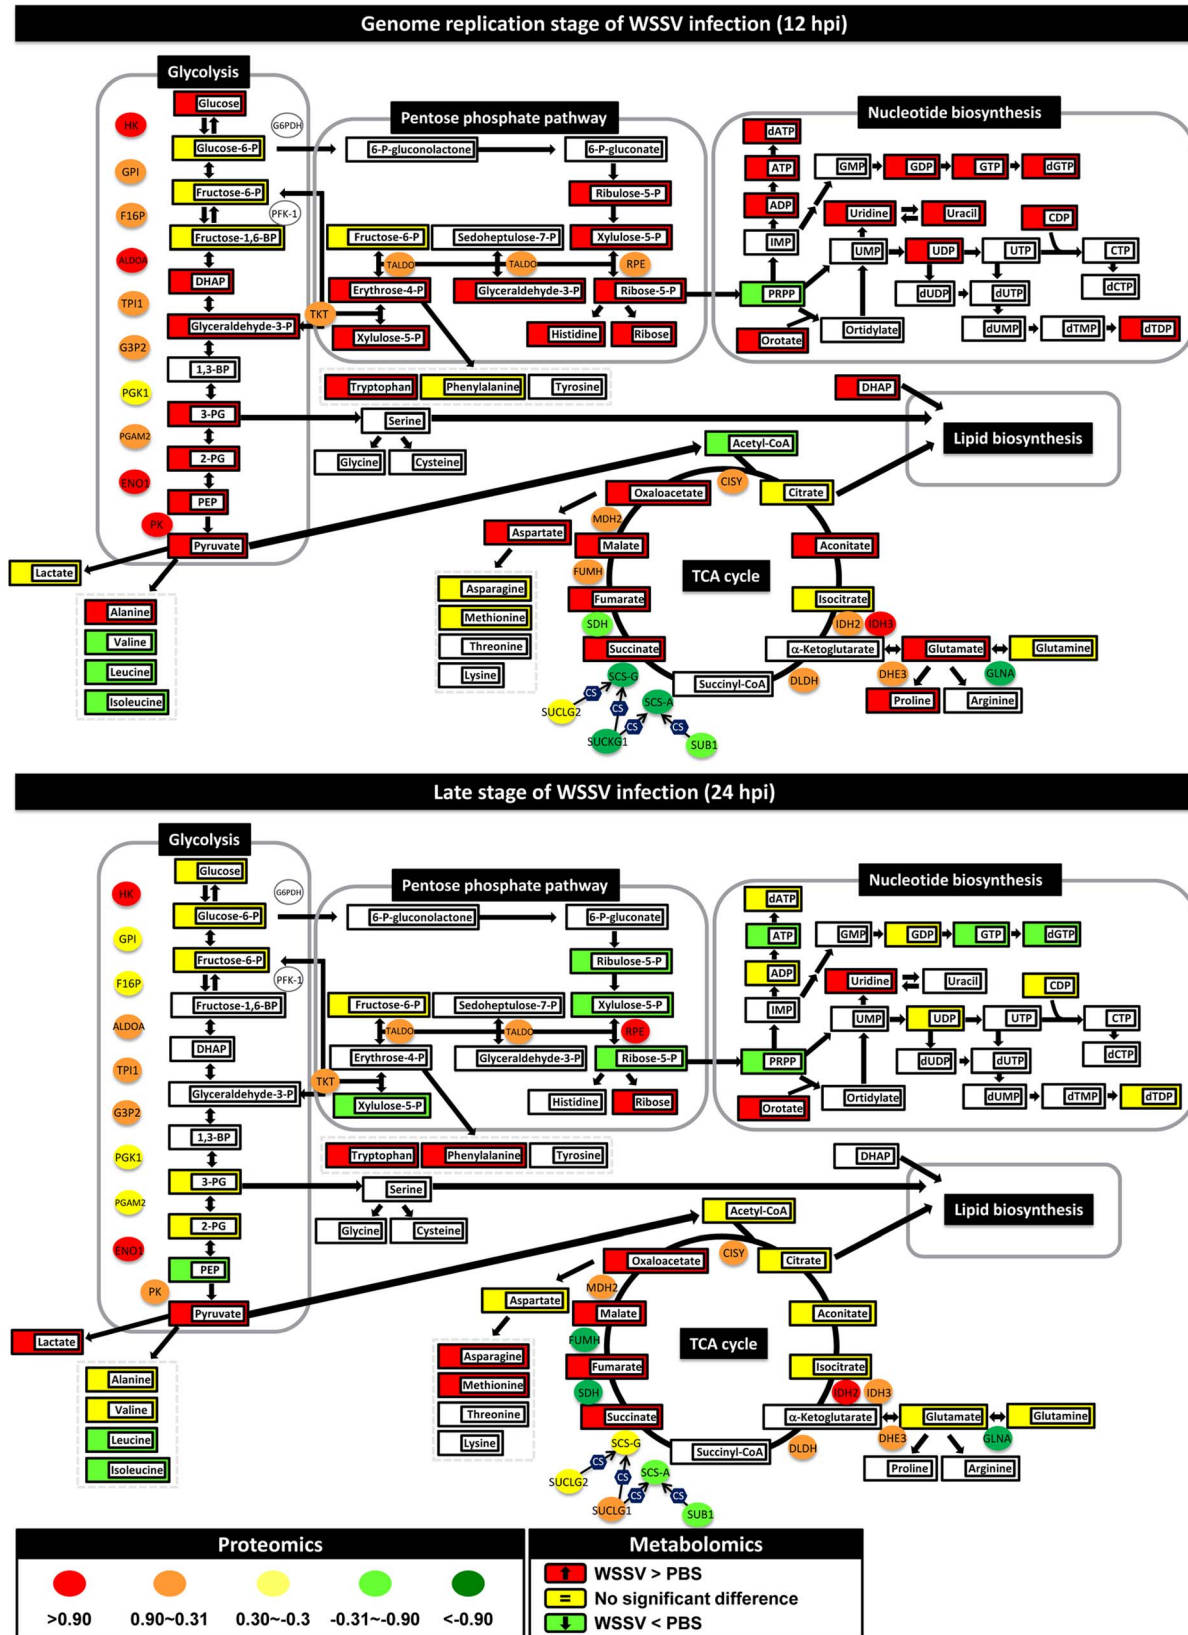 Genome replication stage of WSSV infection (12 hpi)
Glycolysis
Glucose
HK
G6PDH
Glucose-6-P
GPI
Fructose-6-P
F16P
PFK-1
Fructose-1,6-BP
ALDOA
DHAP
TPI1
Glyceraldehyde-3-P
G3P2
1,3-BP
PGK1
3-PG
PGAM2
2-PG
ENO1
PEP
PK
Pyruvate
Lactate
Alanine
Valine
Leucine
Isoleucine
Pentose phosphate pathway
6-P-gluconolactone
6-P-gluconate
Ribulose-5-P
Fructose-6-P
Sedoheptulose-7-P
Xylulose-5-P
TALDO
TALDO
RPE
Erythrose-4-P
Glyceraldehyde-3-P
Ribose-5-P
TKT
Xylulose-5-P
Histidine
Ribose
Tryptophan
Phenylalanine
Tyrosine
Serine
Glycine
Cysteine
Nucleotide biosynthesis
dATP
ATP
GMP
GDP
GTP
dGTP
ADP
Uridine
Uracil
CDP
IMP
UMP
UDP
UTP
CTP
PRPP
dUDP
dUTP
dCTP
Orotate
Ortidylate
dUMP
dTMP
dTDP
DHAP
Lipid biosynthesis
Acetyl-CoA
CISY
Oxaloacetate
Citrate
MDH2
Aspartate
Malate
Aconitate
FUMH
TCA cycle
Asparagine
Fumarate
Isocitrate
Methionine
SDH
IDH2
IDH3
Threonine
Succinate
α-Ketoglutarate
Glutamate
Glutamine
Lysine
SCS-G
Succinyl-CoA
DLDH
DHE3
GLNA
CS
SCS-A
Proline
Arginine
SUCLG2
CS
CS
CS
SUCKG1
SUB1
Late stage of WSSV infection (24 hpi)
Glycolysis
Glucose
HK
G6PDH
Glucose-6-P
GPI
Fructose-6-P
F16P
PFK-1
Fructose-1,6-BP
ALDOA
DHAP
TPI1
Glyceraldehyde-3-P
G3P2
1,3-BP
PGK1
3-PG
PGAM2
2-PG
ENO1
PEP
PK
Pyruvate
Lactate
Alanine
Valine
Leucine
Isoleucine
Pentose phosphate pathway
6-P-gluconolactone
6-P-gluconate
Ribulose-5-P
Fructose-6-P
Sedoheptulose-7-P
Xylulose-5-P
TALDO
TALDO
RPE
Erythrose-4-P
Glyceraldehyde-3-P
Ribose-5-P
TKT
Xylulose-5-P
Histidine
Ribose
Tryptophan
Phenylalanine
Tyrosine
Serine
Glycine
Cysteine
Nucleotide biosynthesis
dATP
ATP
GMP
GDP
GTP
dGTP
ADP
Uridine
Uracil
CDP
IMP
UMP
UDP
UTP
CTP
PRPP
dUDP
dUTP
dCTP
Orotate
Ortidylate
dUMP
dTMP
dTDP
DHAP
Lipid biosynthesis
Acetyl-CoA
CISY
Oxaloacetate
Citrate
MDH2
Aspartate
Malate
Aconitate
FUMH
TCA cycle
Asparagine
Fumarate
Isocitrate
Methionine
SDH
IDH2
IDH3
Threonine
Succinate
α-Ketoglutarate
Glutamate
Glutamine
Lysine
SCS-G
Succinyl-CoA
DLDH
DHE3
GLNA
CS
SCS-A
Proline
Arginine
SUCLG2
CS
CS
CS
SUCLG1
SUB1
Proteomics
>0.90
0.90~0.31
0.30~-0.3
-0.31~-0.90
<-0.90
Metabolomics
WSSV > PBS
= No significant difference
WSSV < PBS